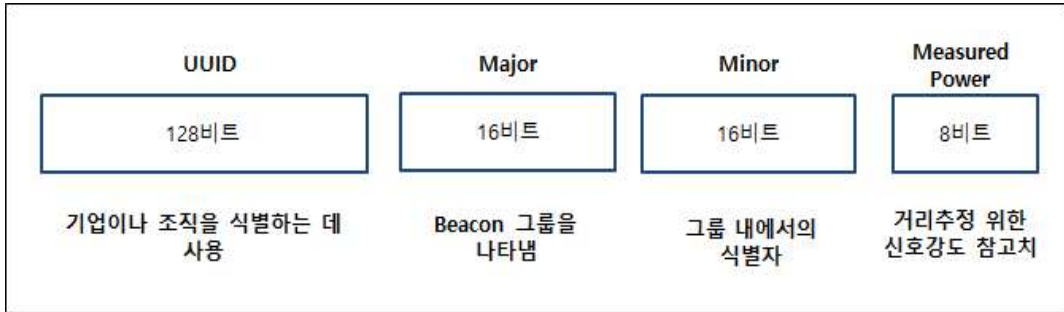 UUID
Major
Minor
Measured
Power
128비트
16비트
16비트
8비트
기업이나 조직을 식별하는 데
사용
Beacon 그룹을
나타냄
그룹 내에서의
식별자
거리추정 위한
신호강도 참고치